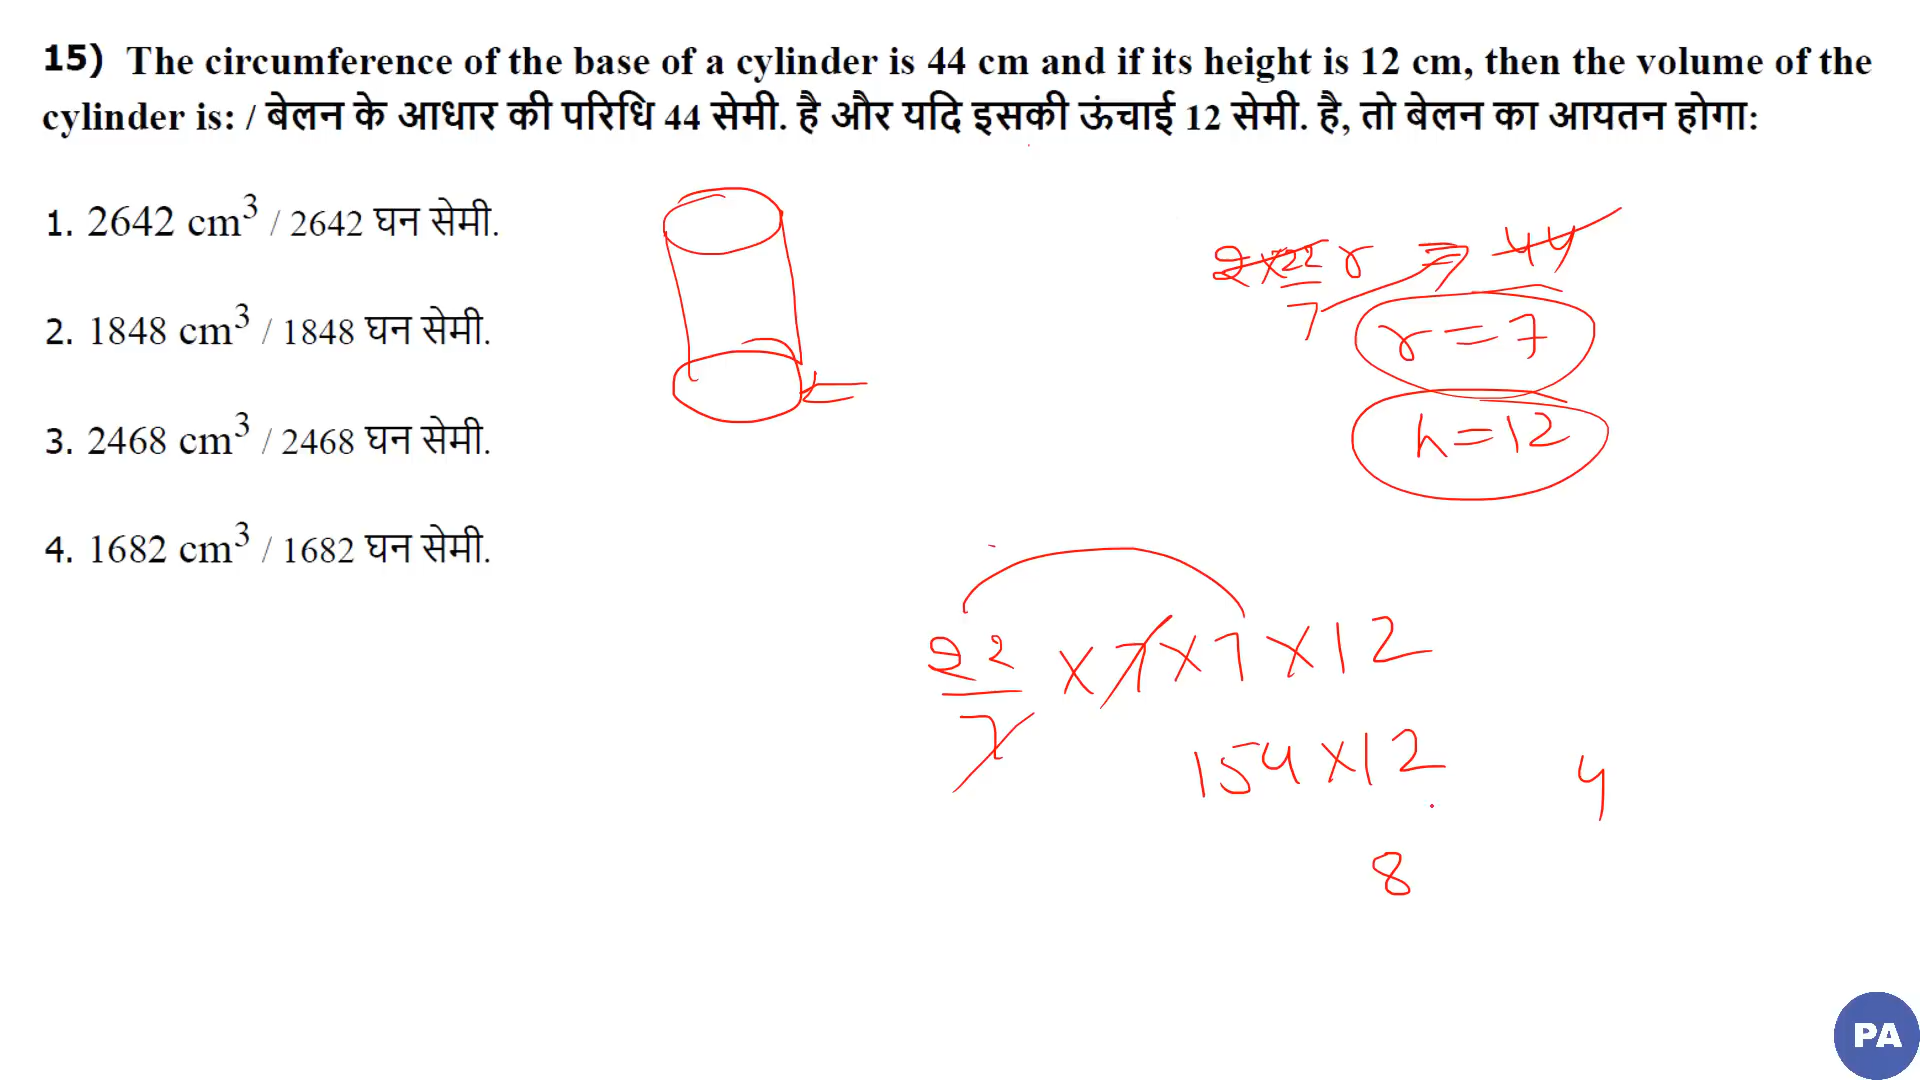 15) The circumference of the base of a cylinder is 44 cm and if its height is 12 cm, then the volume of the
cylinder is: / बेलन के आधार की परिधि 44 सेमी. है और यदि इसकी ऊंचाई 12 सेमी. है, तो बेलन का आयतन होगा:
1. 2642 cm³ / 2642 घन सेमी.
2. 1848 cm³ / 1848 घन सेमी.
3. 2468 cm³ / 2468 घन सेमी.
4. 1682 cm³ / 1682 घन सेमी.
2×22/7 r = 44
r=7
h=12
22/7 ×7×7×12
154×12
4
8
PA